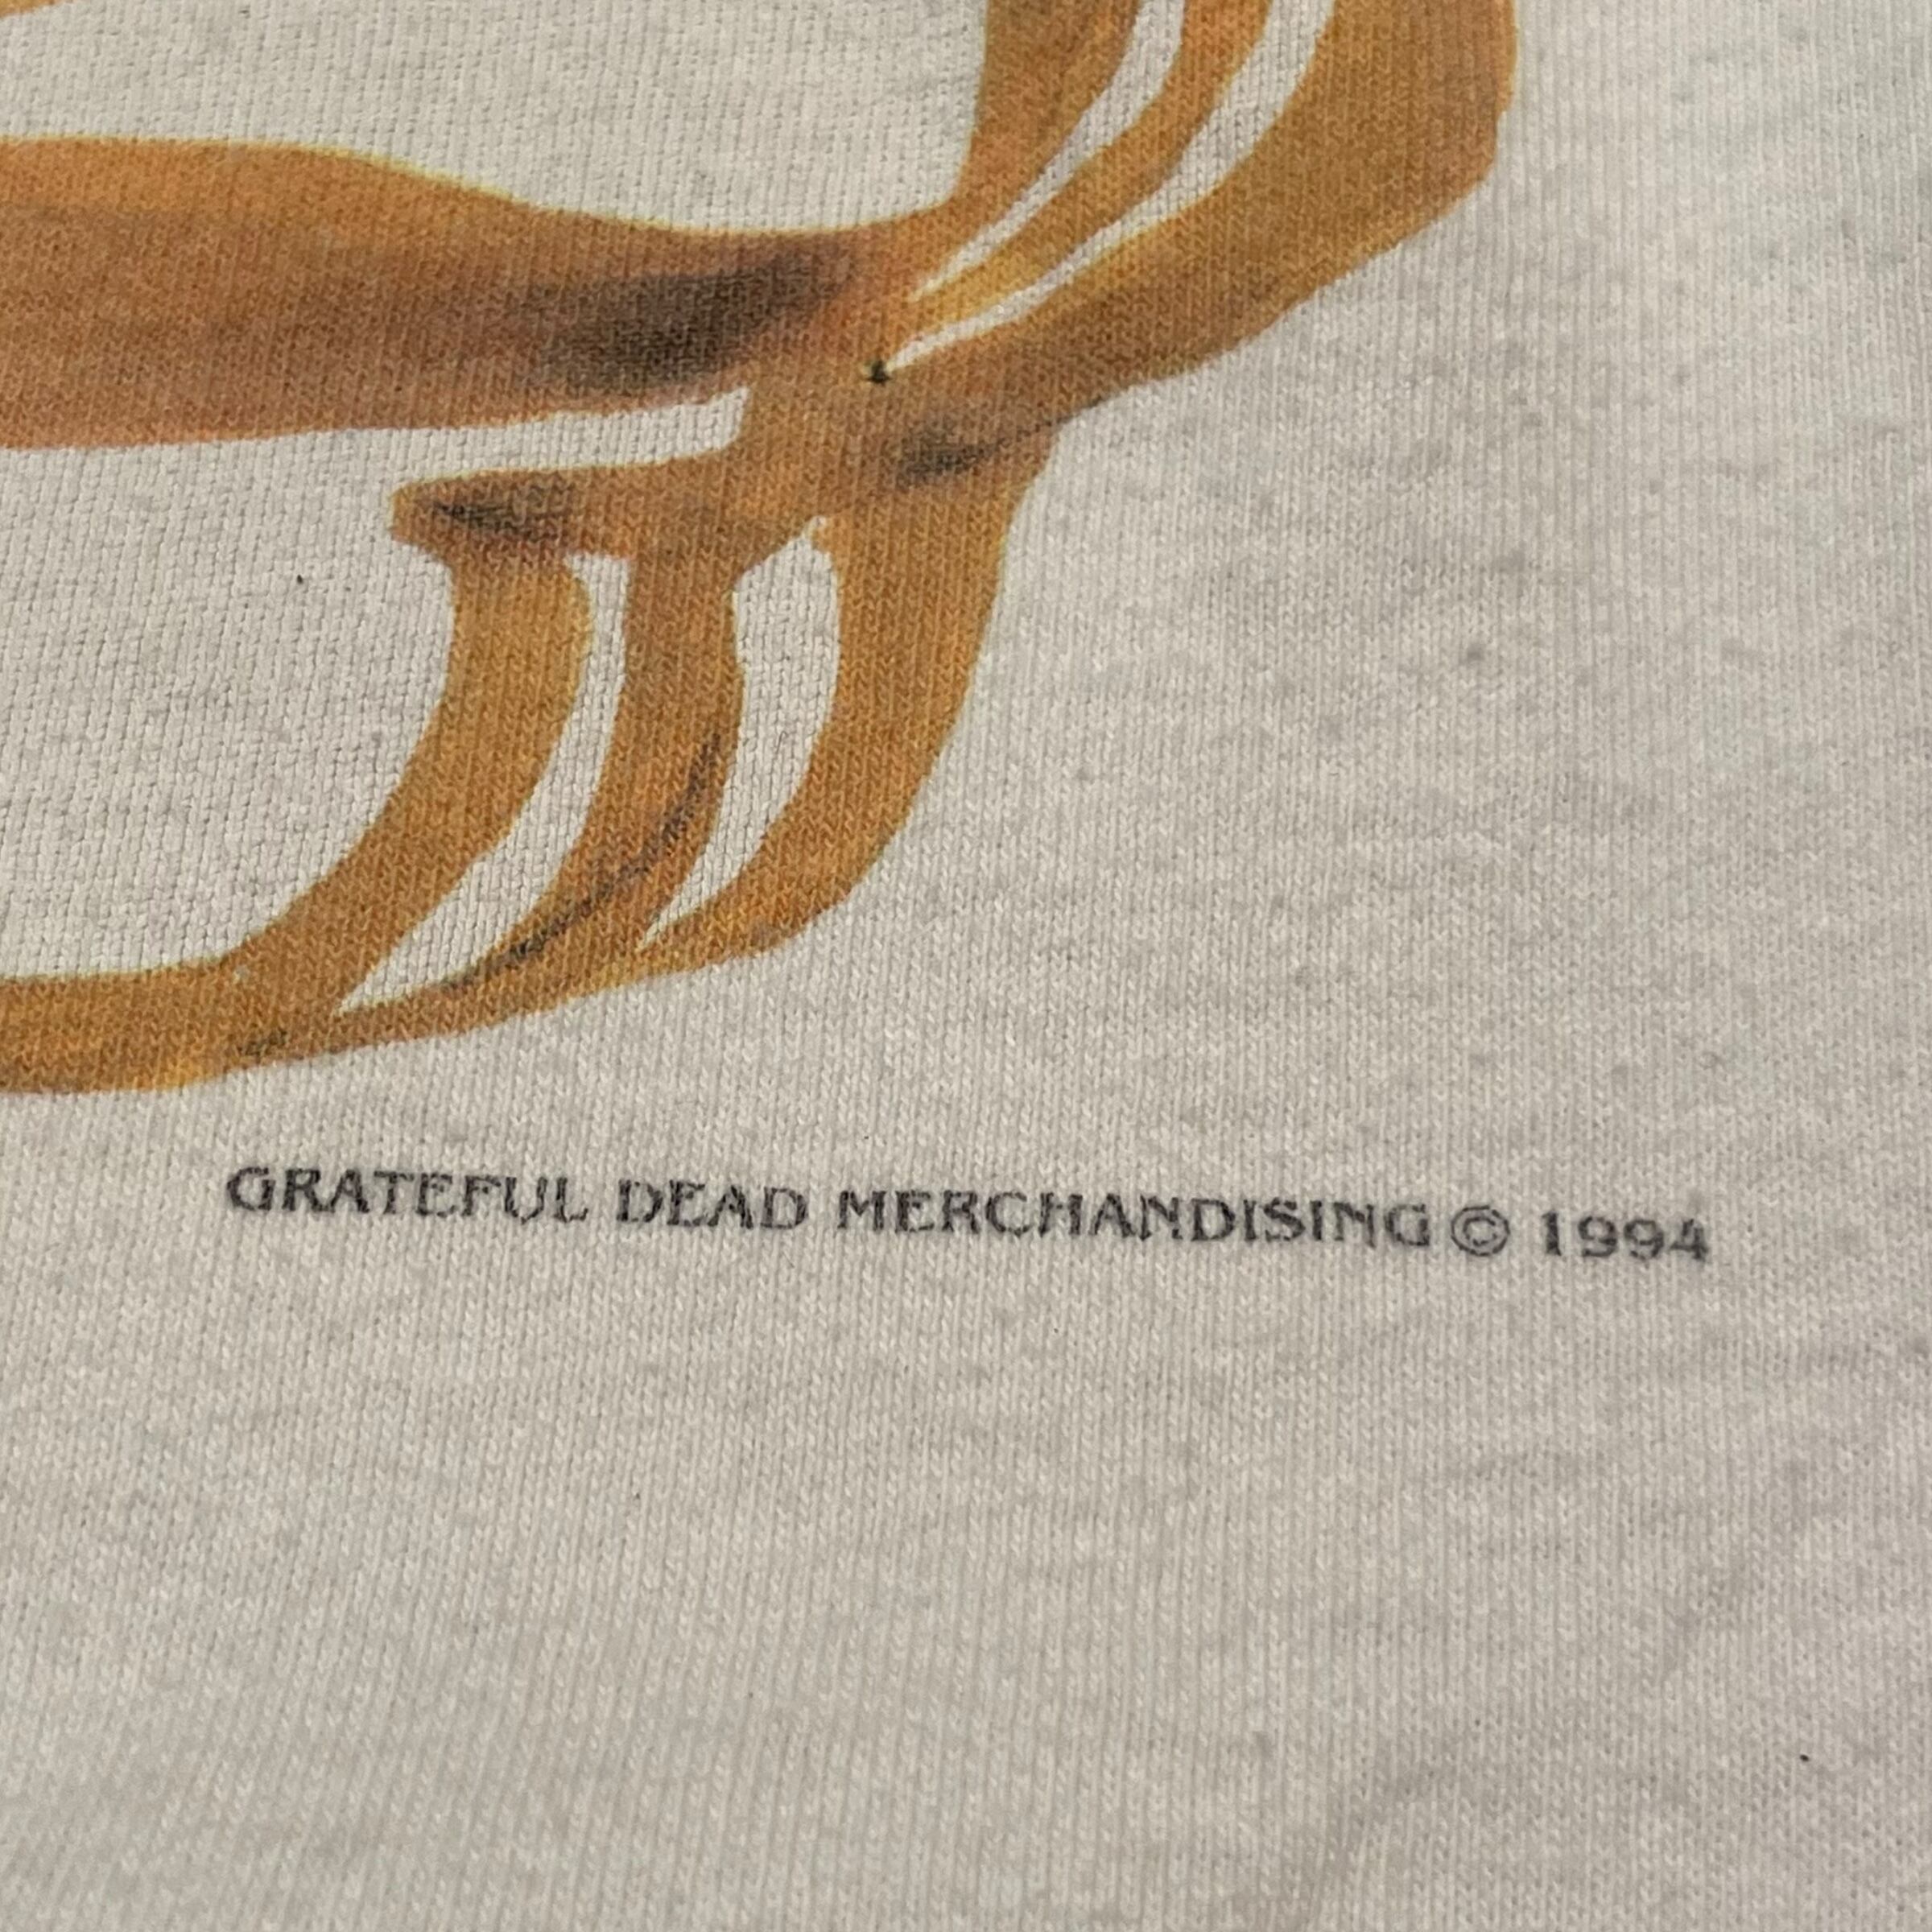 GRATEFUL DEAD MERCHANDISING © 1994